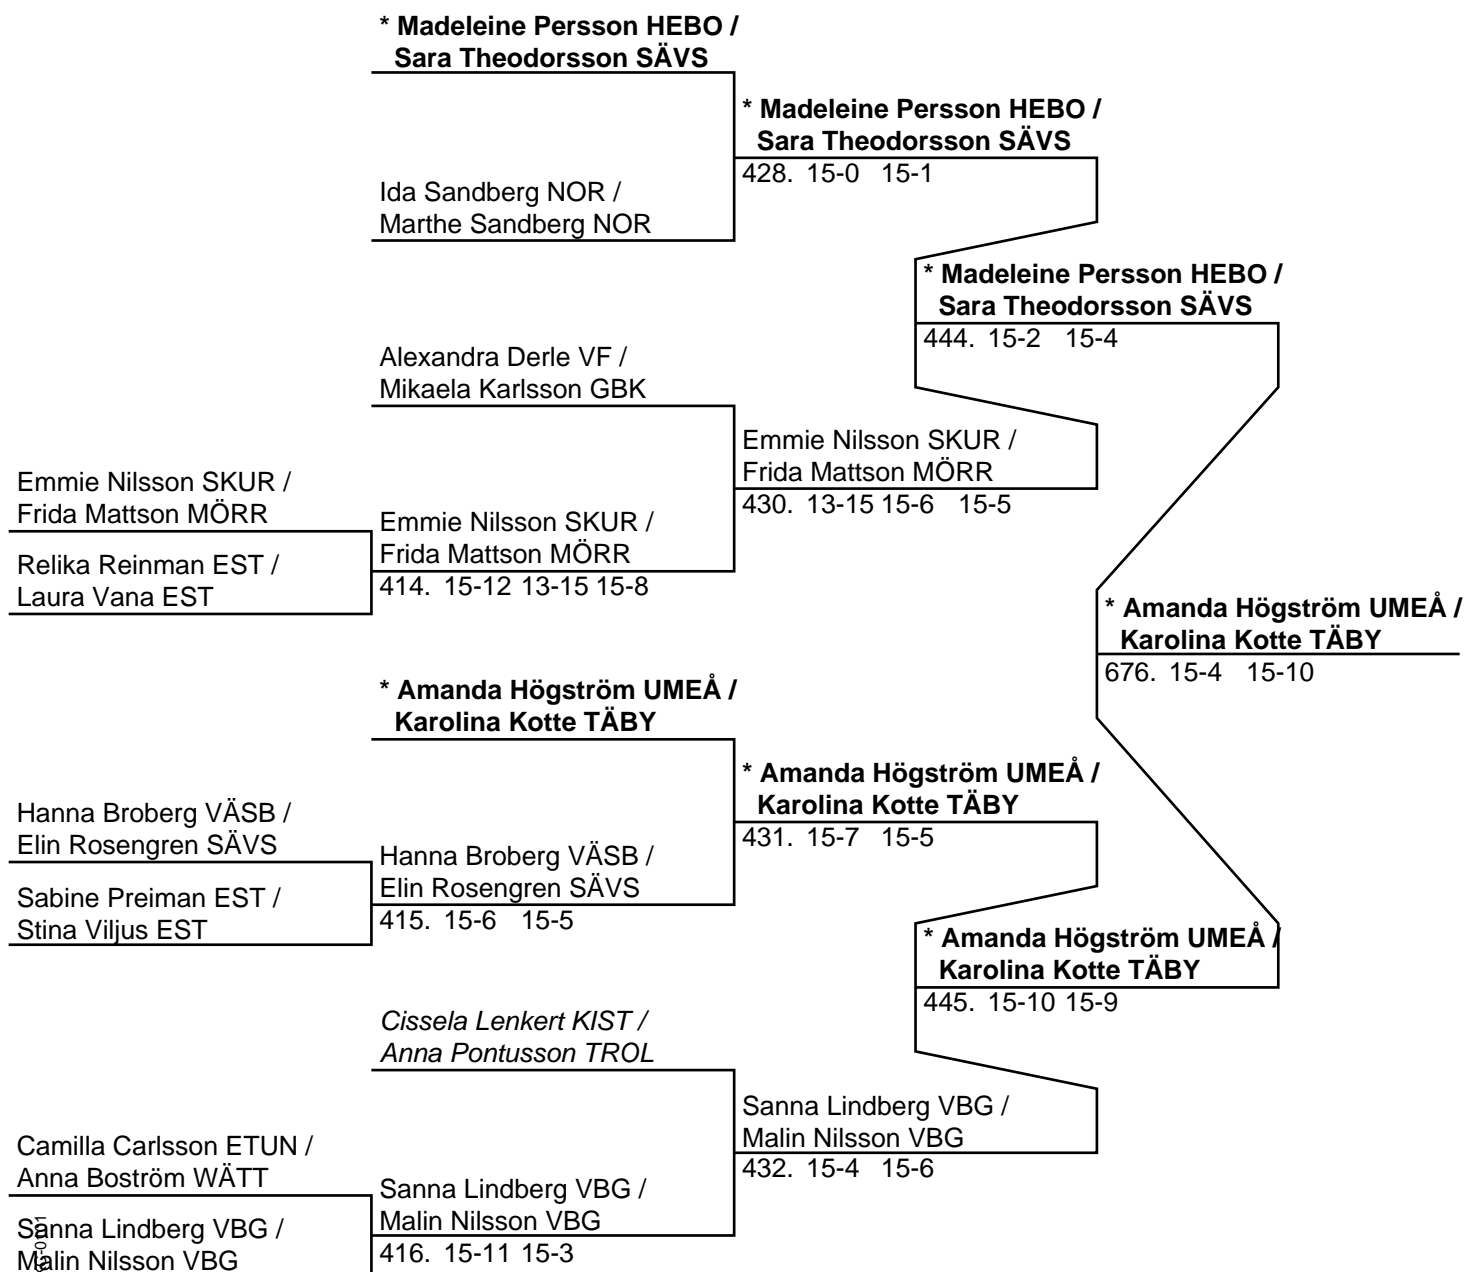 * Madeleine Persson HEBO /
Sara Theodorsson SÄVS
* Madeleine Persson HEBO /
Sara Theodorsson SÄVS
428. 15-0 15-1
Ida Sandberg NOR /
Marthe Sandberg NOR
* Madeleine Persson HEBO /
Sara Theodorsson SÄVS
444. 15-2 15-4
Alexandra Derle VF /
Mikaela Karlsson GBK
Emmie Nilsson SKUR /
Frida Mattson MÖRR
430. 13-15 15-6 15-5
Emmie Nilsson SKUR /
Frida Mattson MÖRR
Emmie Nilsson SKUR /
Frida Mattson MÖRR
414. 15-12 13-15 15-8
Relika Reinman EST /
Laura Vana EST
* Amanda Högström UMEÅ /
Karolina Kotte TÄBY
676. 15-4 15-10
* Amanda Högström UMEÅ /
Karolina Kotte TÄBY
* Amanda Högström UMEÅ /
Karolina Kotte TÄBY
431. 15-7 15-5
Hanna Broberg VÄSB /
Elin Rosengren SÄVS
Hanna Broberg VÄSB /
Elin Rosengren SÄVS
415. 15-6 15-5
Sabine Preiman EST /
Stina Viljus EST
* Amanda Högström UMEÅ /
Karolina Kotte TÄBY
445. 15-10 15-9
Cissela Lenkert KIST /
Anna Pontusson TROL
Sanna Lindberg VBG /
Malin Nilsson VBG
432. 15-4 15-6
Camilla Carlsson ETUN /
Anna Boström WÄTT
Sanna Lindberg VBG /
Malin Nilsson VBG
416. 15-11 15-3
Sanna Lindberg VBG /
Malin Nilsson VBG